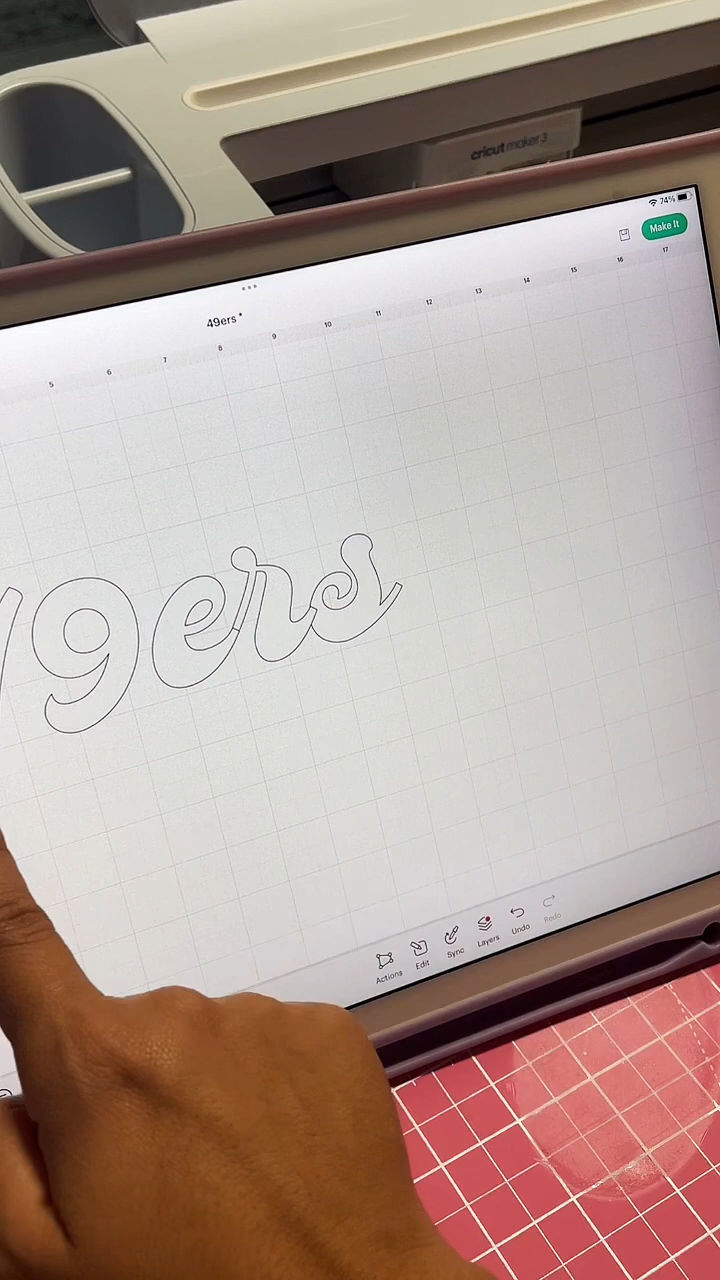 cricut maker 3
74%
Make It
49ers*
5 6 7 8 9 10 11 12 13 14 15 16 17
9ers
Actions Edit Sync Layers Undo Redo